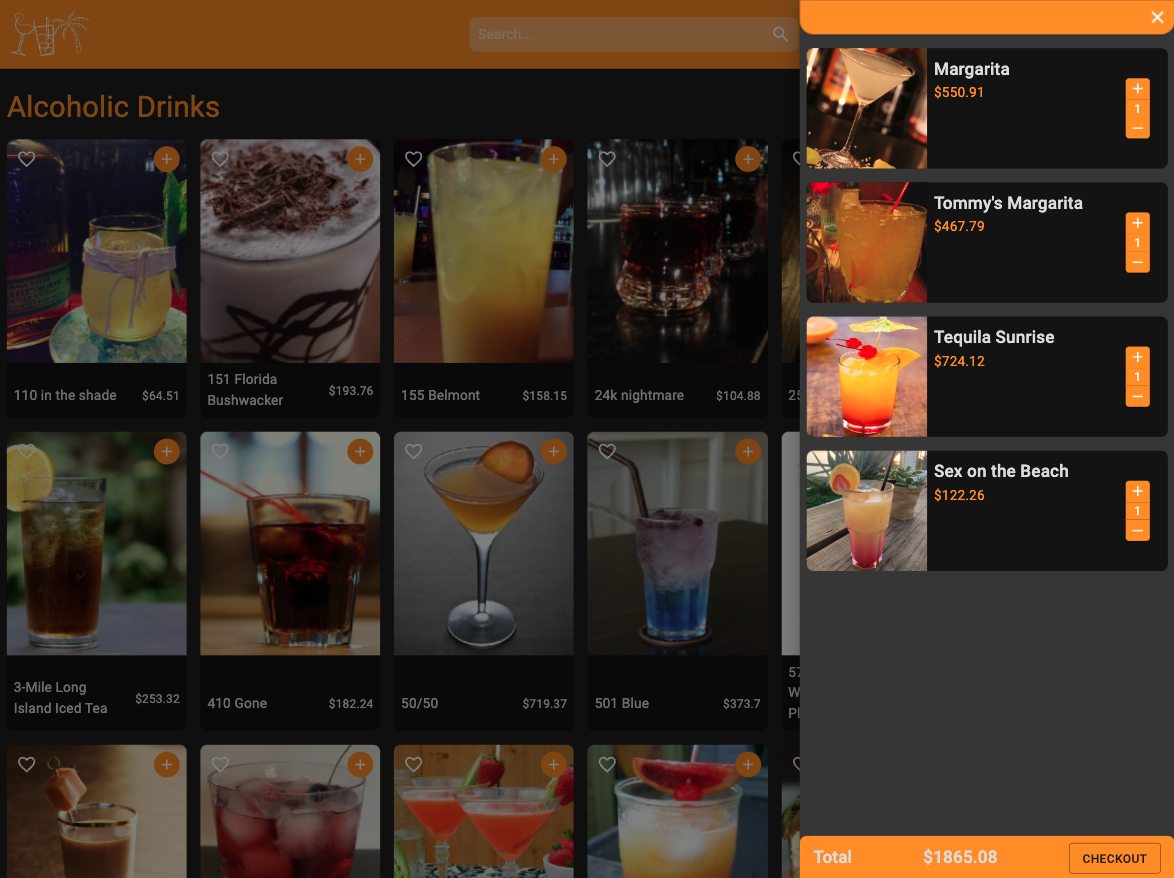 Search...
Alcoholic Drinks
110 in the shade
$64.51
151 Florida
Bushwacker
$193.76
155 Belmont
$158.15
24k nightmare
$104.88
3-Mile Long
Island Iced Tea
$253.32
410 Gone
$182.24
50/50
$719.37
501 Blue
$373.7
Margarita
$550.91
1
Tommy's Margarita
$467.79
1
Tequila Sunrise
$724.12
1
Sex on the Beach
$122.26
1
Total
$1865.08
CHECKOUT